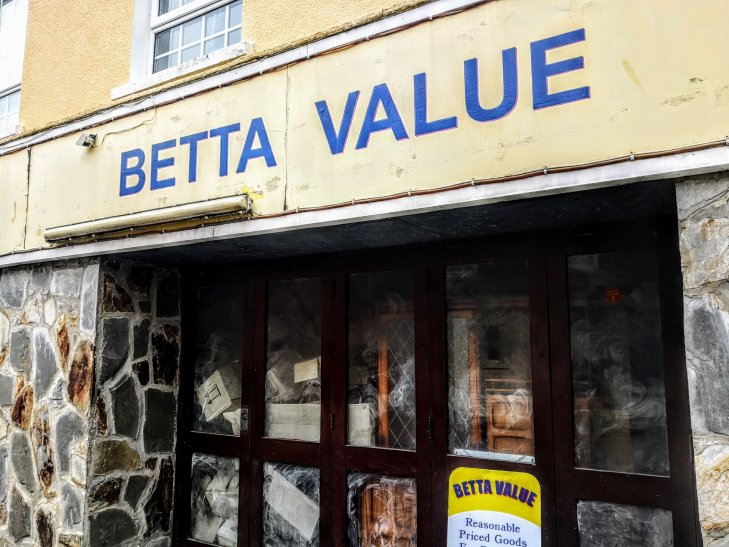 BETTA VALUE
BETTA VALUE
Reasonable
Priced Goods